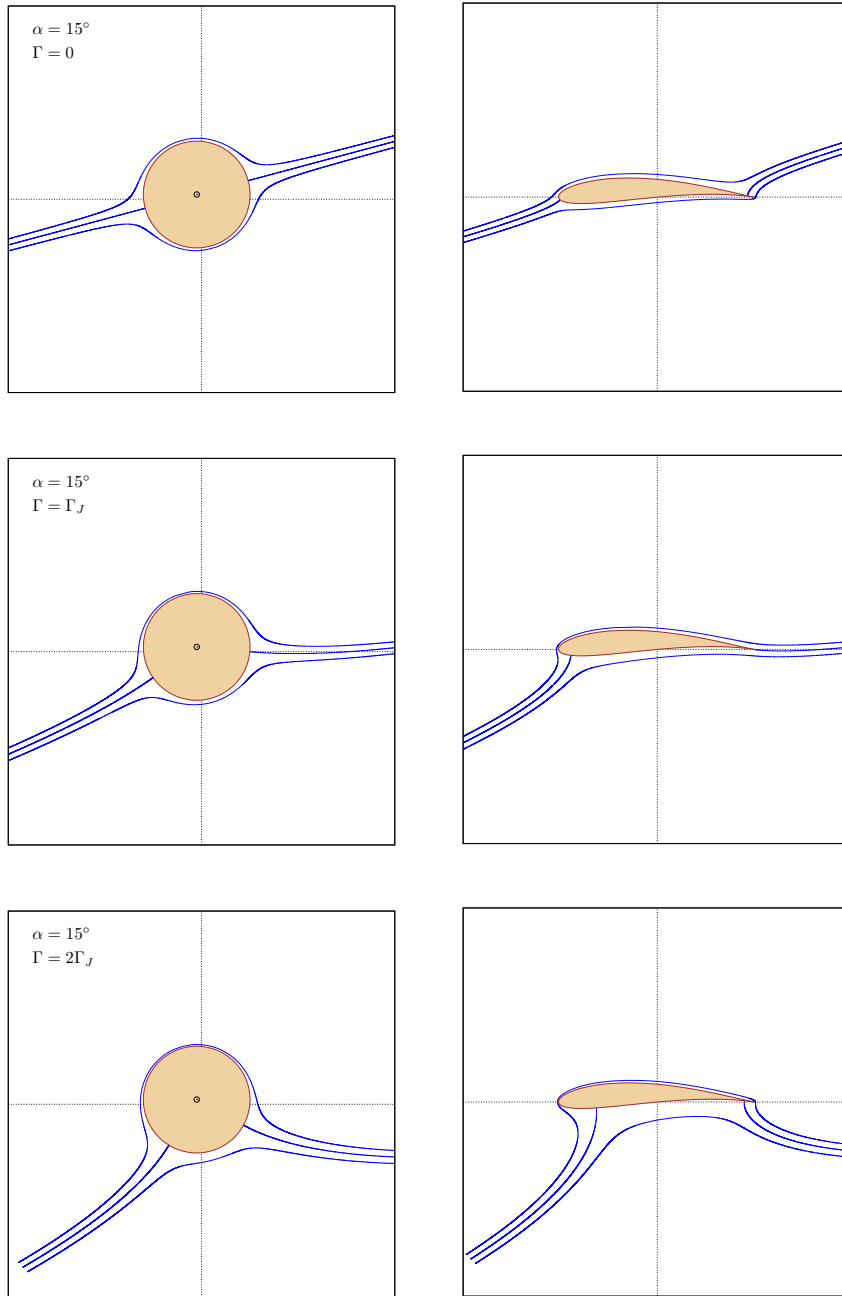 α = 15°
Γ = 0
α = 15°
Γ = Γ_J
α = 15°
Γ = 2Γ_J